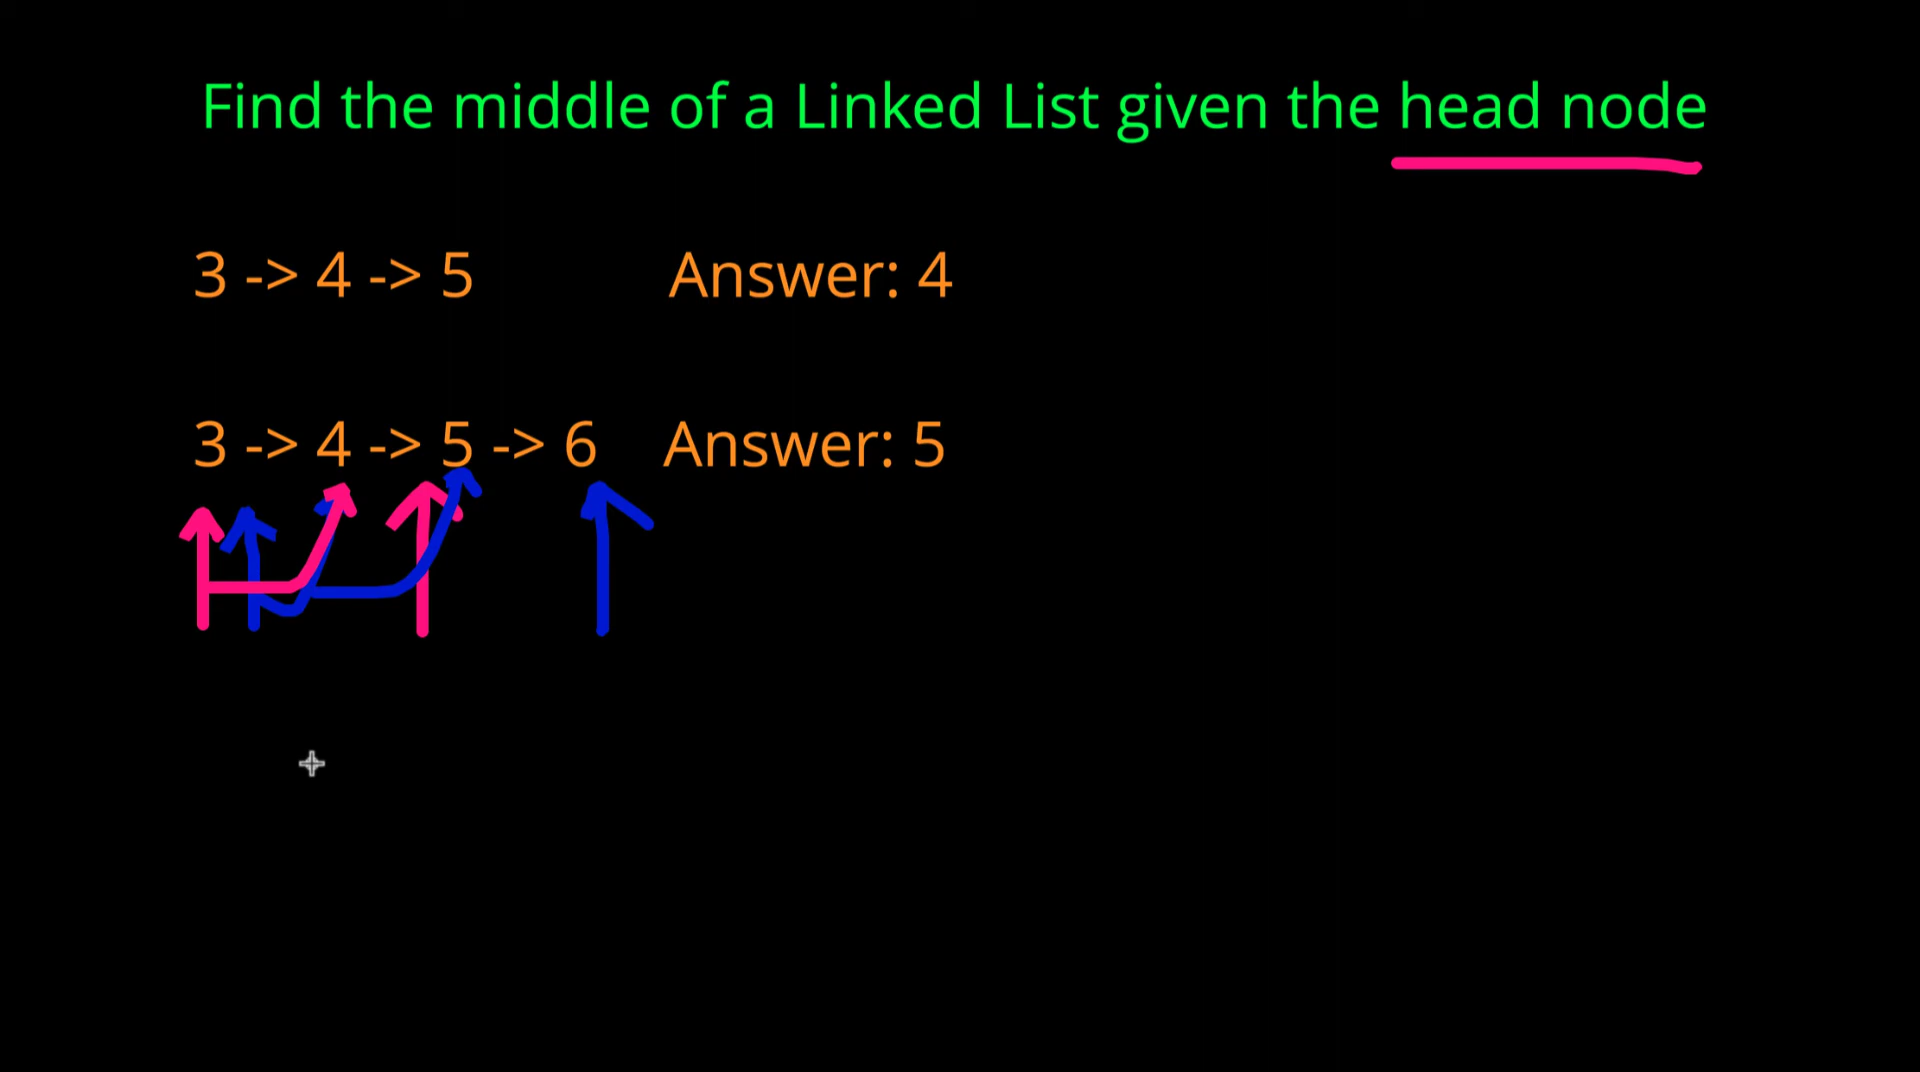 Find the middle of a Linked List given the head node
3 -> 4 -> 5 Answer: 4
3 -> 4 -> 5 -> 6 Answer: 5